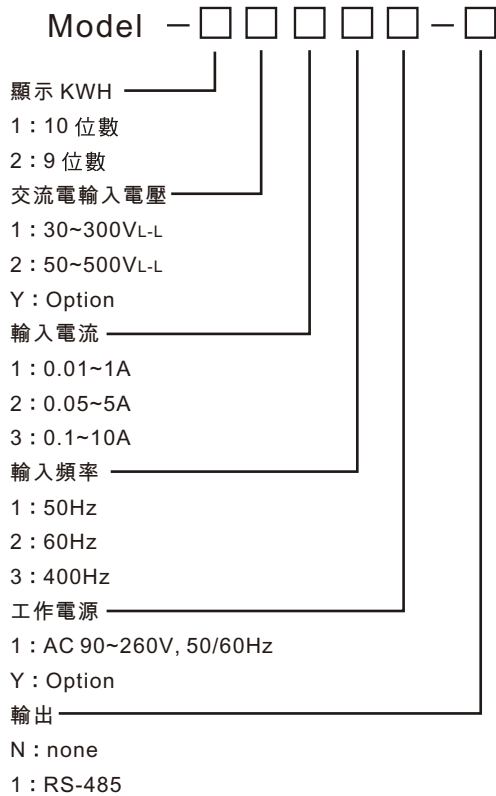 Model －□□□□□－□
顯示 KWH
1：10 位數
2：9 位數
交流電輸入電壓
1：30~300VL-L
2：50~500VL-L
Y：Option
輸入電流
1：0.01~1A
2：0.05~5A
3：0.1~10A
輸入頻率
1：50Hz
2：60Hz
3：400Hz
工作電源
1：AC 90~260V, 50/60Hz
Y：Option
輸出
N：none
1：RS-485